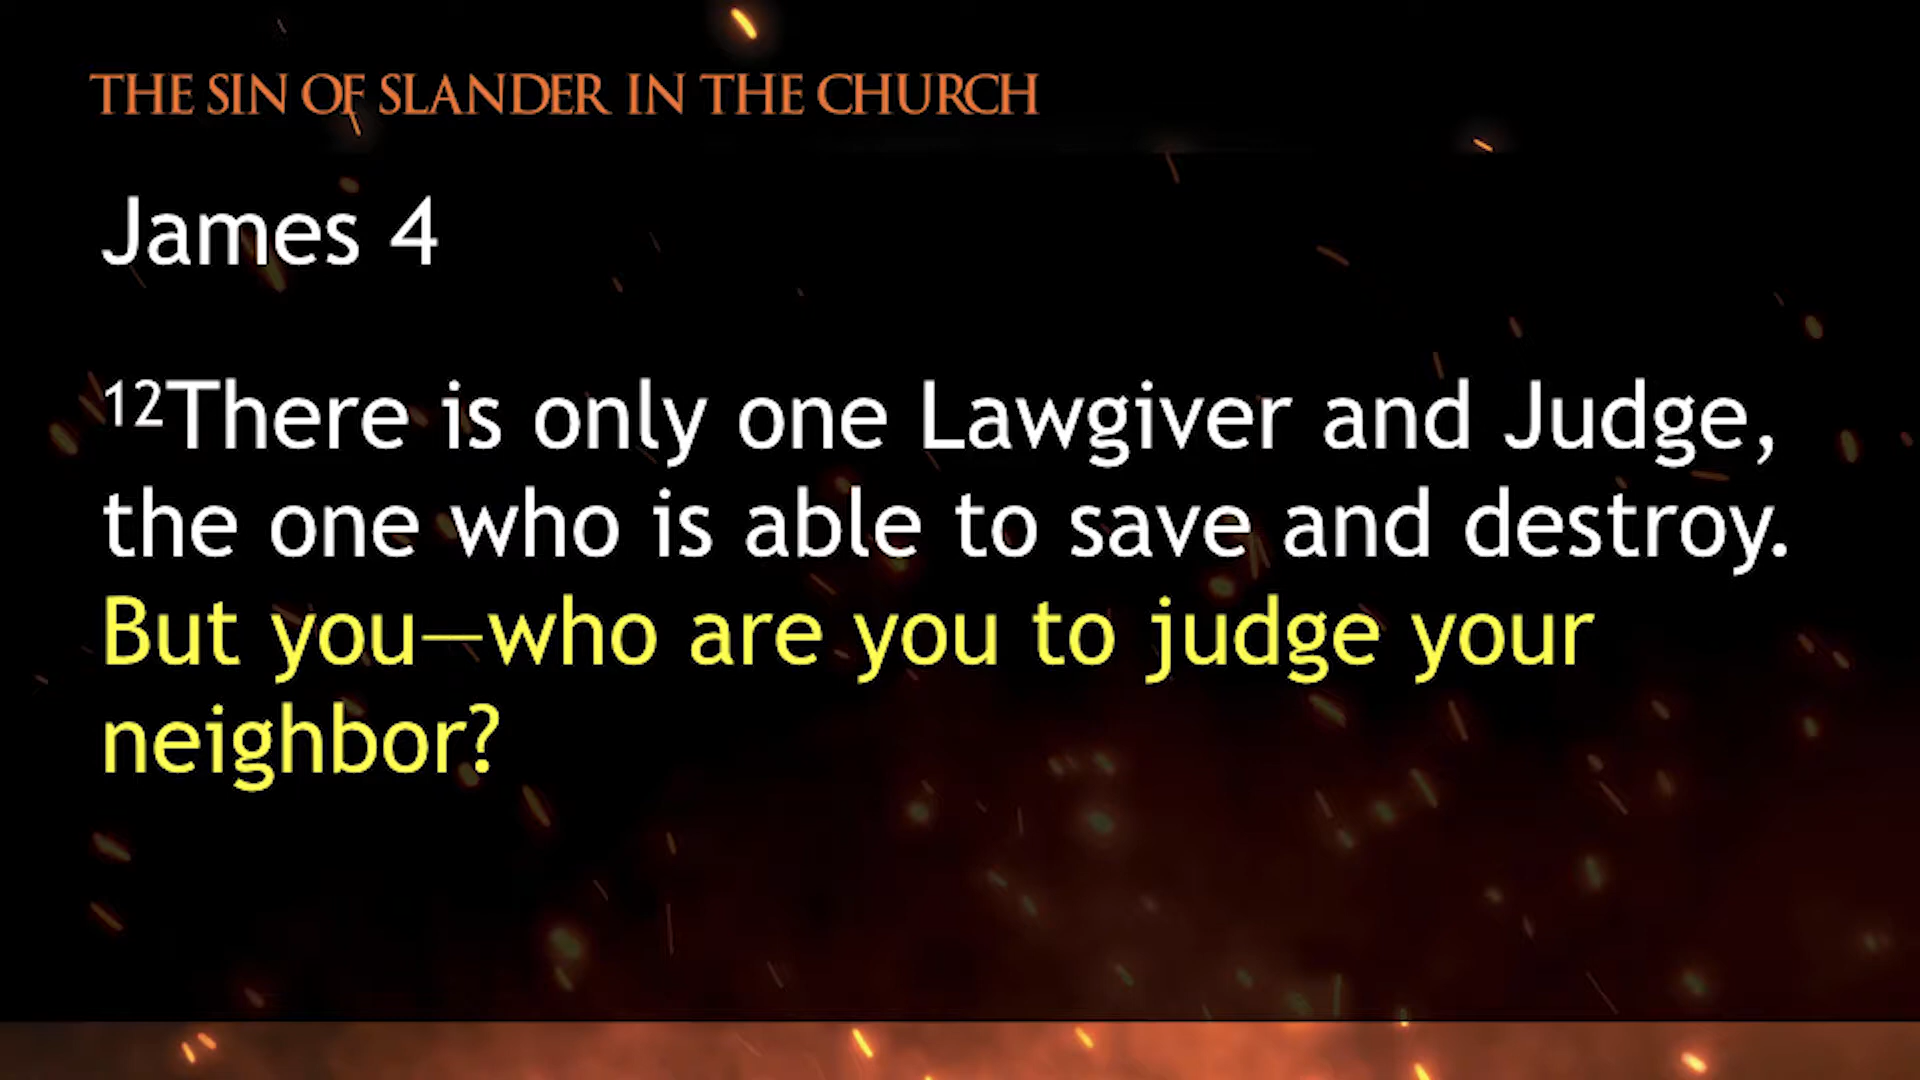 THE SIN OF SLANDER IN THE CHURCH
James 4
¹²There is only one Lawgiver and Judge,
the one who is able to save and destroy.
But you—who are you to judge your
neighbor?